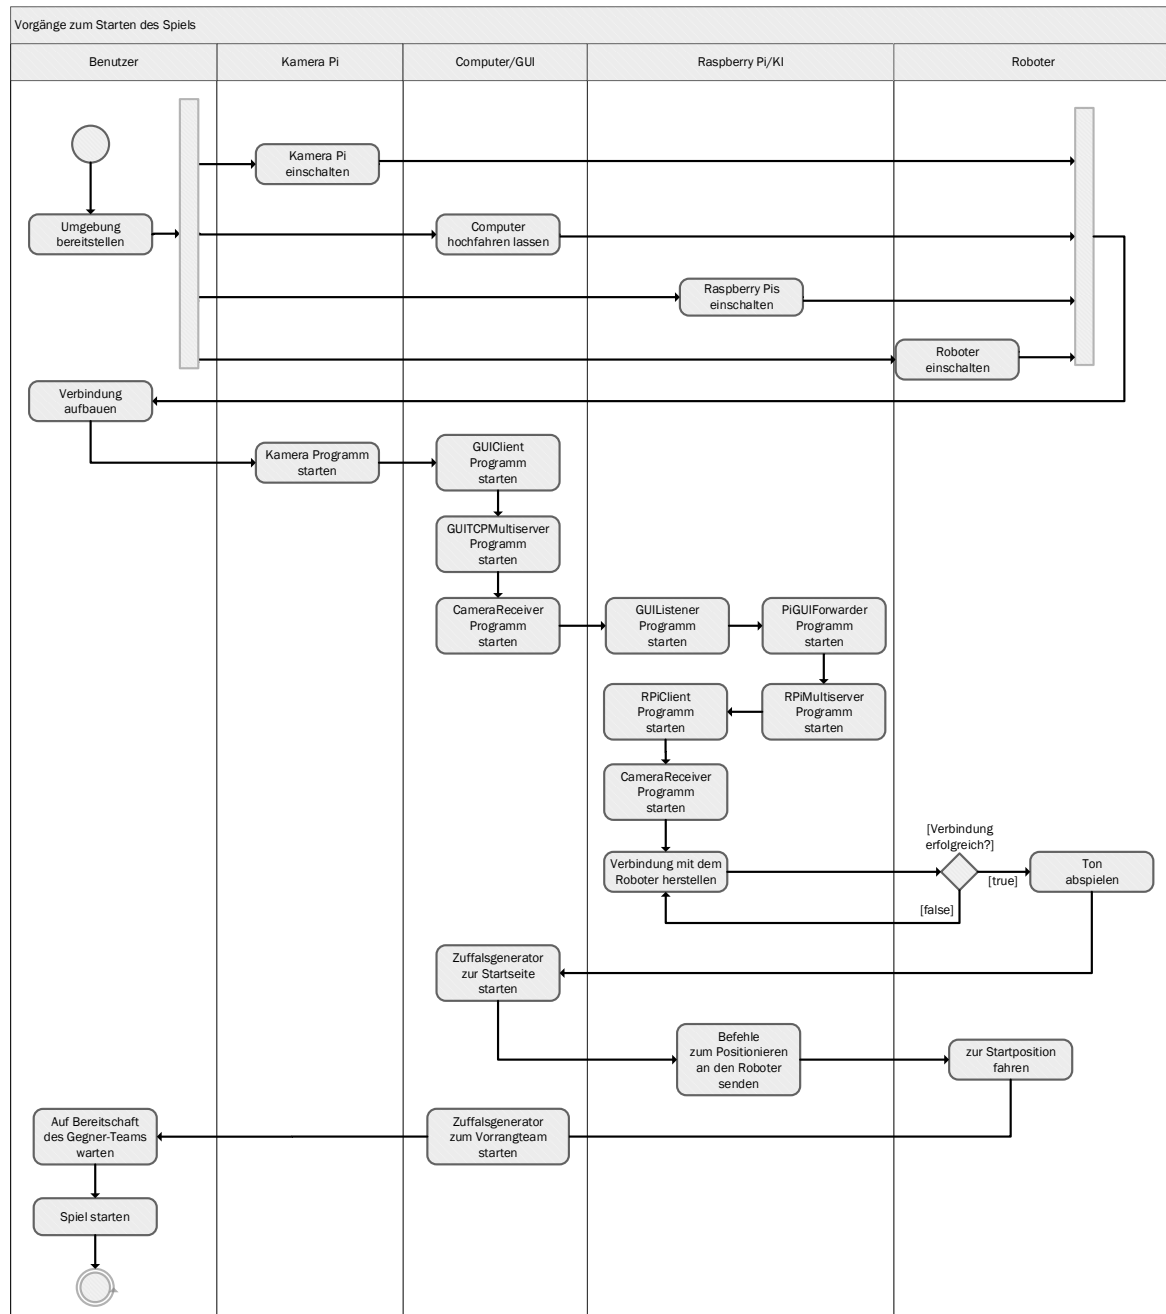 Vorgänge zum Starten des Spiels
Benutzer
Kamera Pi
Computer/GUI
Raspberry Pi/KI
Roboter
Kamera Pi
einschalten
Umgebung
bereitstellen
Computer
hochfahren lassen
Raspberry Pis
einschalten
Roboter
einschalten
Verbindung
aufbauen
Kamera Programm
starten
GUIClient
Programm
starten
GUITCPMultiserver
Programm
starten
CameraReceiver
Programm
starten
GUIListener
Programm
starten
PiGUIForwarder
Programm
starten
RPiClient
Programm
starten
RPiMultiserver
Programm
starten
CameraReceiver
Programm
starten
Verbindung mit dem
Roboter herstellen
[Verbindung
erfolgreich?]
[true]
[false]
Ton
abspielen
Zuffalsgenerator
zur Startseite
starten
Befehle
zum Positionieren
an den Roboter
senden
zur Startposition
fahren
Auf Bereitschaft
des Gegner-Teams
warten
Zuffalsgenerator
zum Vorrangteam
starten
Spiel starten